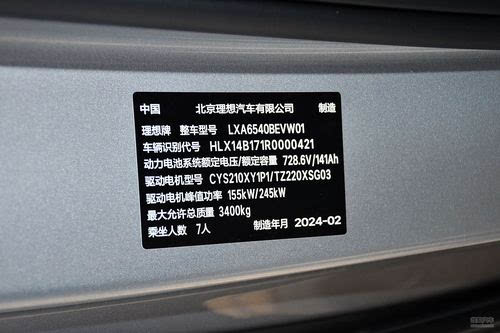 中国 北京理想汽车有限公司 制造
理想牌 整车型号 LXA6540BEVW01
车辆识别代号 HLX14B171R0000421
动力电池系统额定电压/额定容量 728.6V/141Ah
驱动电机型号 CYS210XY1P1/TZ220XSG03
驱动电机峰值功率 155kW/245kW
最大允许总质量 3400kg
乘坐人数 7人 制造年月 2024-02